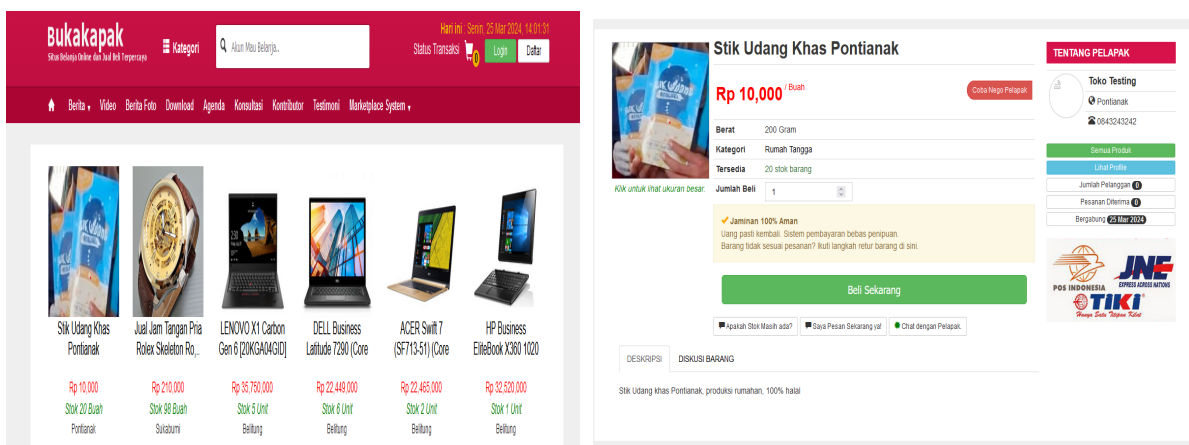 Bukakapak
Situs Belanja Online dan Jual Beli Terpercaya
Kategori
Akun Mau Belanja..
Hari ini : Senin, 25 Mar 2024, 14:01:31
Status Transaksi 0 Login Daftar
Berita Video Berita Foto Download Agenda Konsultasi Kontributor Testimoni Marketplace System
Stik Udang Khas Pontianak
Rp 10,000
Stok 20 Buah
Pontianak
Jual Jam Tangan Pria Rolex Skeleton Ro,..
Rp 210,000
Stok 98 Buah
Sukabumi
LENOVO X1 Carbon Gen 6 [20KGA04GID]
Rp 35,750,000
Stok 5 Unit
Belitung
DELL Business Latitude 7290 (Core
Rp 22,449,000
Stok 6 Unit
Belitung
ACER Swift 7 (SF713-51) (Core
Rp 22,465,000
Stok 2 Unit
Belitung
HP Business EliteBook X360 1020
Rp 32,520,000
Stok 1 Unit
Belitung
Stik Udang
Klik untuk lihat ukuran besar.
Stik Udang Khas Pontianak
Rp 10,000 / Buah
Coba Nego Pelapak
Berat 200 Gram
Kategori Rumah Tangga
Tersedia 20 stok barang
Jumlah Beli 1
Jaminan 100% Aman
Uang pasti kembali. Sistem pembayaran bebas penipuan.
Barang tidak sesuai pesanan? Ikuti langkah retur barang di sini.
Beli Sekarang
Apakah Stok Masih ada? Saya Pesan Sekarang ya! Chat dengan Pelapak.
DESKRIPSI DISKUSI BARANG
Stik Udang khas Pontianak, produksi rumahan, 100% halal
TENTANG PELAPAK
Toko Testing
Pontianak
0843243242
Semua Produk
Lihat Profile
Jumlah Pelanggan 0
Pesanan Diterima 0
Bergabung 25 Mar 2024
POS INDONESIA
JNE
EXPRESS ACROSS NATIONS
TIKI
Hanya Satu Titipan Kilat